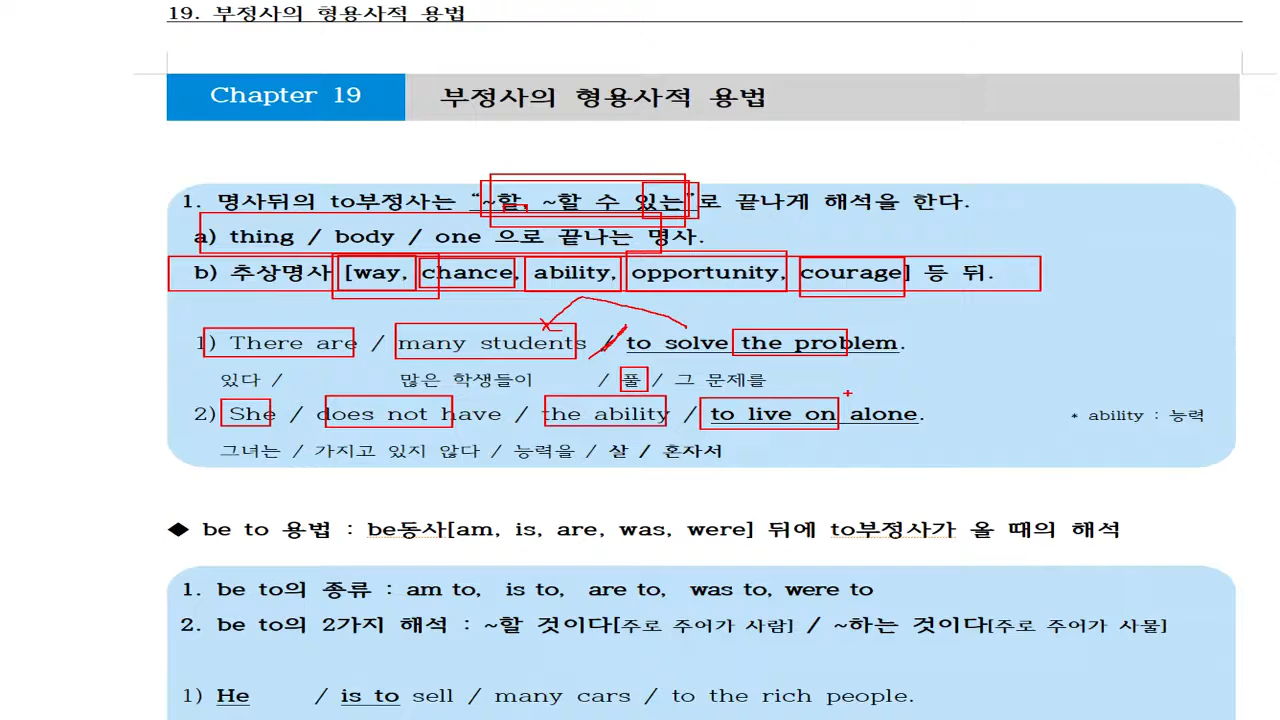 19. 부정사의 형용사적 용법
Chapter 19 부정사의 형용사적 용법
1. 명사뒤의 to부정사는 “~할, ~할 수 있는”로 끝나게 해석을 한다.
a) thing / body / one 으로 끝나는 명사.
b) 추상명사 [way, chance, ability, opportunity, courage] 등 뒤.
1) There are / many students / to solve the problem.
있다 / 많은 학생들이 / 풀 / 그 문제를
2) She / does not have / the ability / to live on alone. * ability : 능력
그녀는 / 가지고 있지 않다 / 능력을 / 살 / 혼자서
◆ be to 용법 : be동사[am, is, are, was, were] 뒤에 to부정사가 올 때의 해석
1. be to의 종류 : am to, is to, are to, was to, were to
2. be to의 2가지 해석 : ~할 것이다[주로 주어가 사람] / ~하는 것이다[주로 주어가 사물]
1) He / is to sell / many cars / to the rich people.